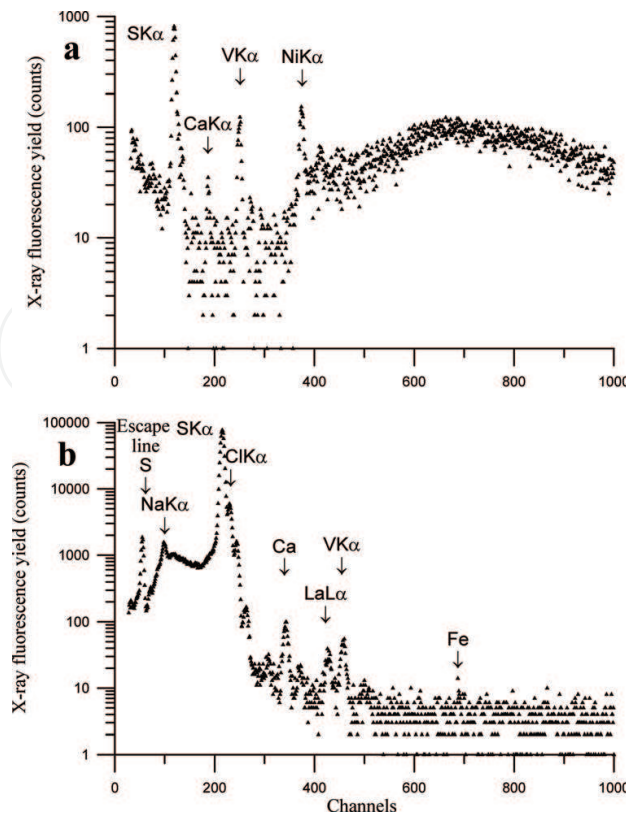 1000
SKα
a
VKα
NiKα
CaKα
100
10
1
X-ray fluorescence yield (counts)
0
200
400
600
800
1000
100000
Escape
line
S
SKα
b
ClKα
10000
NaKα
1000
Ca
VKα
LaLα
100
Fe
10
1
X-ray fluorescence yield (counts)
0
200
400
600
800
1000
Channels